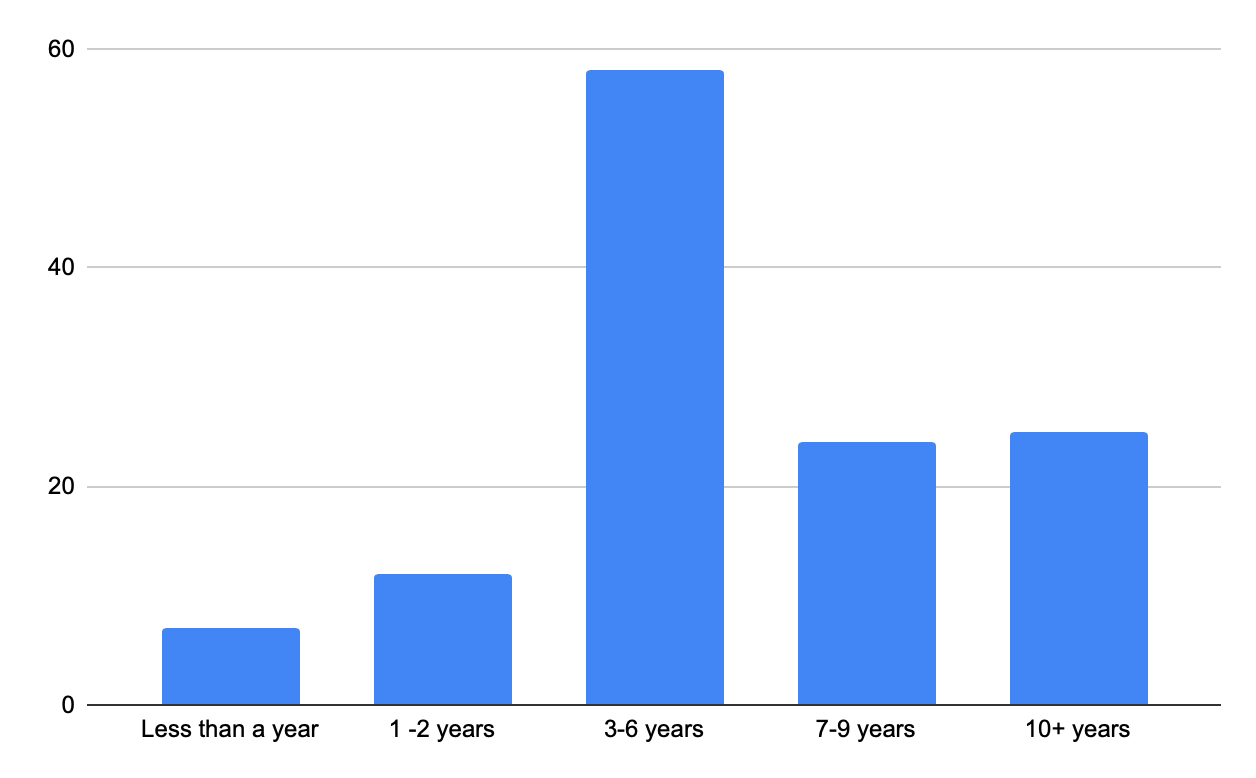 60
40
20
0
Less than a year
1 -2 years
3-6 years
7-9 years
10+ years